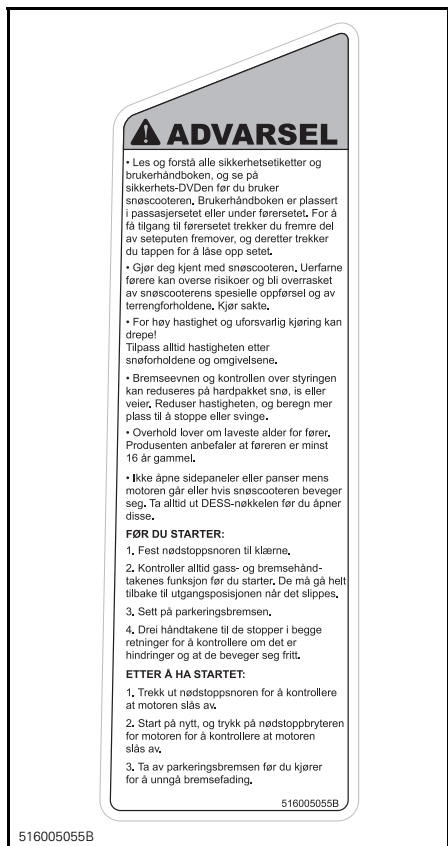 ADVARSEL
• Les og forstå alle sikkerhetsetiketter og
brukerhåndboken, og se på
sikkerhets-DVDen før du bruker
snøscooteren. Brukerhåndboken er plassert
i passasjersetet eller under førersetet. For å
få tilgang til førersetet trekker du fremre del
av seteputen fremover, og deretter trekker
du tappen for å låse opp setet.
• Gjør deg kjent med snøscooteren. Uerfarne
førere kan overse risikoer og bli overrasket
av snøscooterens spesielle oppførsel og av
terrengforholdene. Kjør sakte.
• For høy hastighet og uforsvarlig kjøring kan
drepe!
Tilpass alltid hastigheten etter
snøforholdene og omgivelsene.
• Bremseevnen og kontrollen over styringen
kan reduseres på hardpakket snø, is eller
veier. Reduser hastigheten, og beregn mer
plass til å stoppe eller svinge.
• Overhold lover om laveste alder for fører.
Produsenten anbefaler at føreren er minst
16 år gammel.
• Ikke åpne sidepaneler eller panser mens
motoren går eller hvis snøscooteren beveger
seg. Ta alltid ut DESS-nøkkelen før du åpner
disse.
FØR DU STARTER:
1. Fest nødstoppsnoren til klærne.
2. Kontroller alltid gass- og bremsehånd-
takenes funksjon før du starter. De må gå helt
tilbake til utgangsposisjonen når det slippes.
3. Sett på parkeringsbremsen.
4. Drei håndtakene til de stopper i begge
retninger for å kontrollere om det er
hindringer og at de beveger seg fritt.
ETTER Å HA STARTET:
1. Trekk ut nødstoppsnoren for å kontrollere
at motoren slås av.
2. Start på nytt, og trykk på nødstoppbryteren
for motoren for å kontrollere at motoren
slås av.
3. Ta av parkeringsbremsen før du kjører
for å unngå bremsefading.
516005055B
516005055B